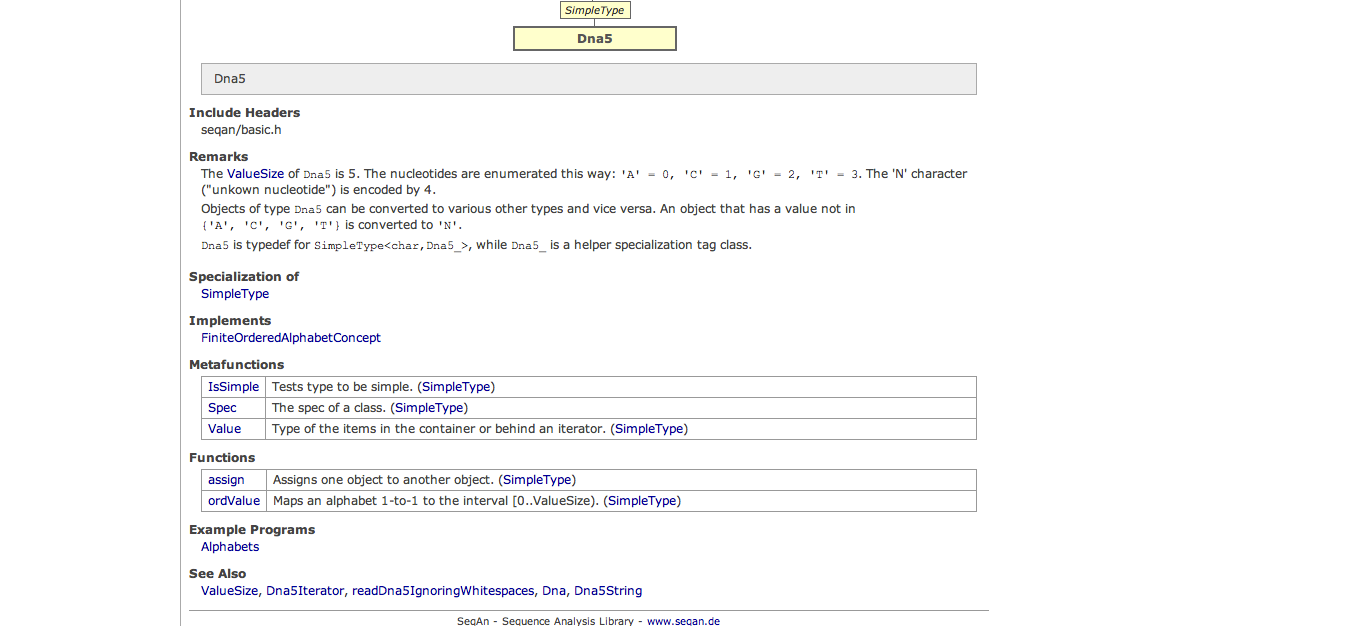 SimpleType
Dna5
Dna5
Include Headers
seqan/basic.h
Remarks
The ValueSize of Dna5 is 5. The nucleotides are enumerated this way: 'A' = 0, 'C' = 1, 'G' = 2, 'T' = 3. The 'N' character
("unkown nucleotide") is encoded by 4.
Objects of type Dna5 can be converted to various other types and vice versa. An object that has a value not in
{'A', 'C', 'G', 'T'} is converted to 'N'.
Dna5 is typedef for SimpleType<char,Dna5_>, while Dna5_ is a helper specialization tag class.
Specialization of
SimpleType
Implements
FiniteOrderedAlphabetConcept
Metafunctions
IsSimple Tests type to be simple. (SimpleType)
Spec The spec of a class. (SimpleType)
Value Type of the items in the container or behind an iterator. (SimpleType)
Functions
assign Assigns one object to another object. (SimpleType)
ordValue Maps an alphabet 1-to-1 to the interval [0..ValueSize). (SimpleType)
Example Programs
Alphabets
See Also
ValueSize, Dna5Iterator, readDna5IgnoringWhitespaces, Dna, Dna5String
SeqAn - Sequence Analysis Library - www.seqan.de